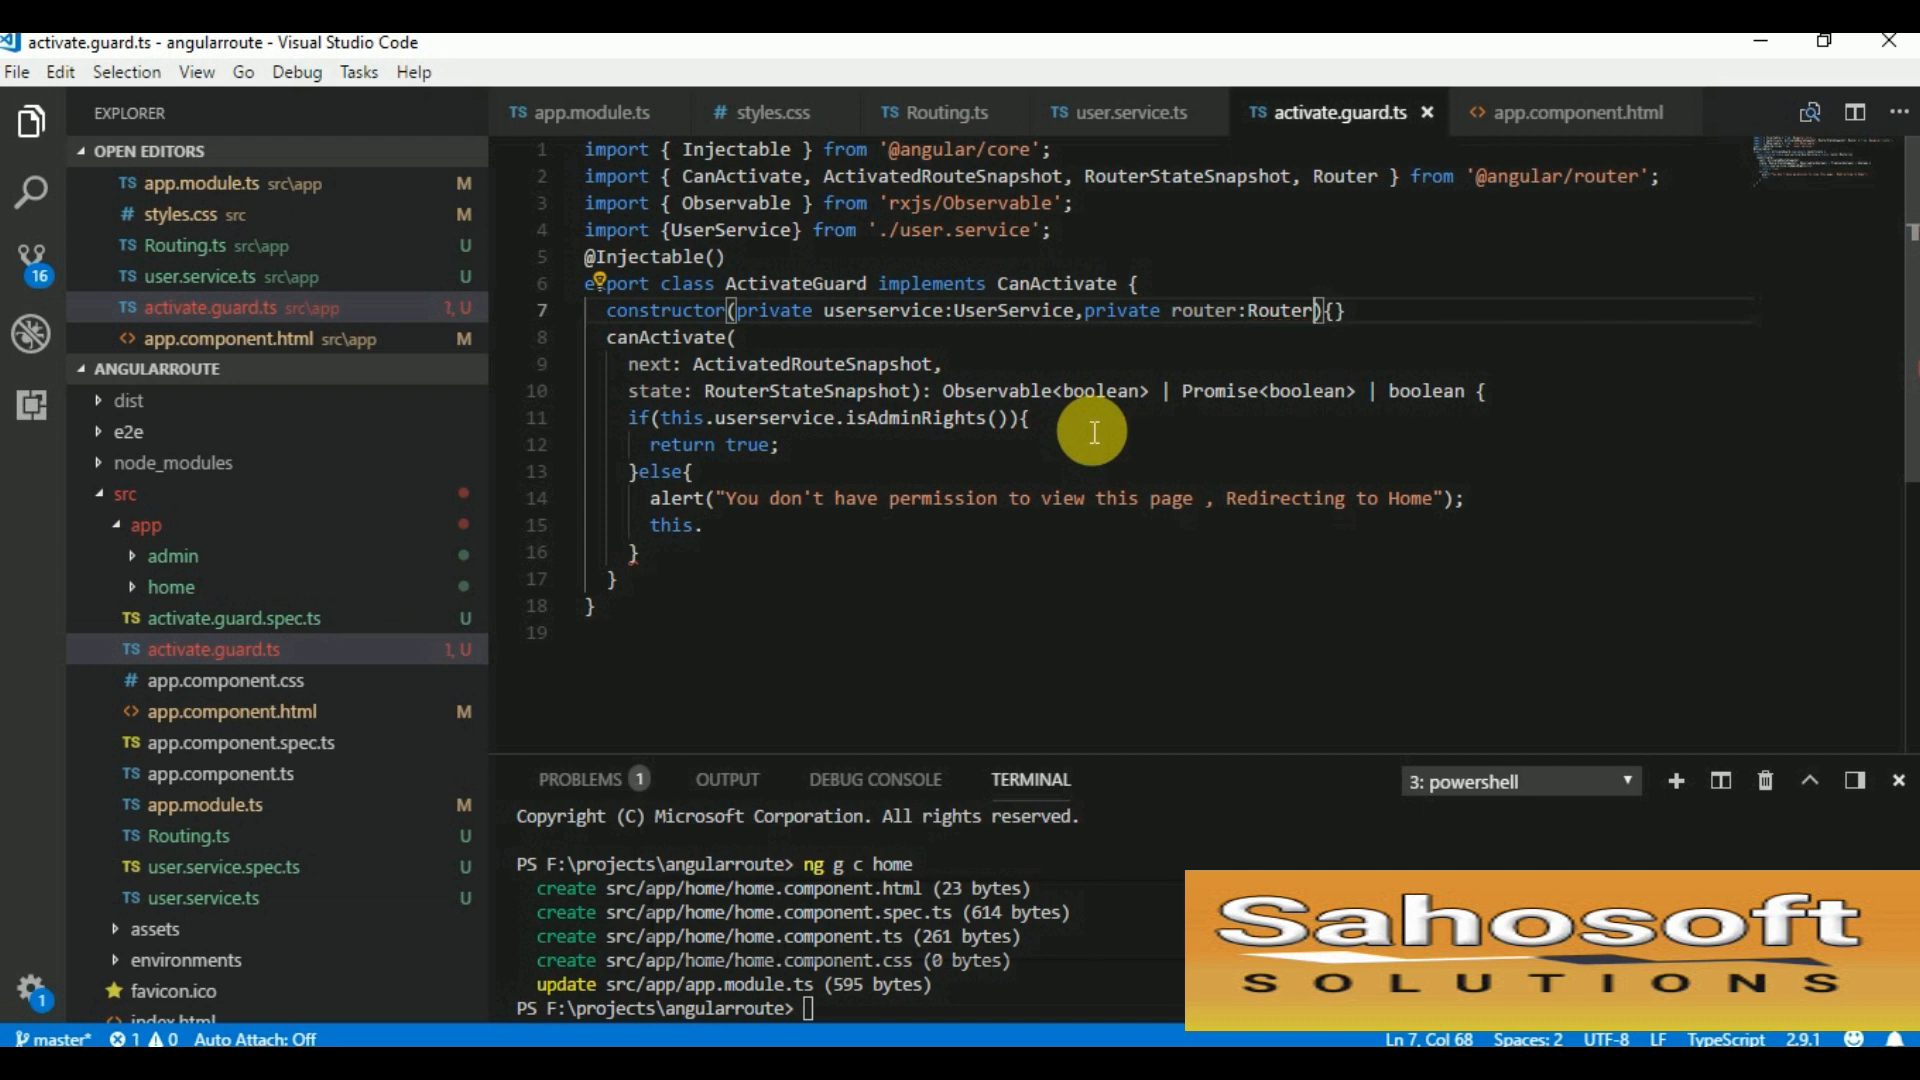 activate.guard.ts - angularroute - Visual Studio Code
File Edit Selection View Go Debug Tasks Help
EXPLORER
OPEN EDITORS
TS app.module.ts src\app M
# styles.css src M
TS Routing.ts src\app U
TS user.service.ts src\app U
TS activate.guard.ts src\app 1, U
<> app.component.html src\app M
16
ANGULARROUTE
dist
e2e
node_modules
src
app
admin
home
TS activate.guard.spec.ts U
TS activate.guard.ts 1, U
# app.component.css
<> app.component.html M
TS app.component.spec.ts
TS app.component.ts
TS app.module.ts M
TS Routing.ts U
TS user.service.spec.ts U
TS user.service.ts U
assets
environments
favicon.ico
<> index.html
1
TS app.module.ts # styles.css TS Routing.ts TS user.service.ts TS activate.guard.ts <> app.component.html
1 import { Injectable } from '@angular/core';
2 import { CanActivate, ActivatedRouteSnapshot, RouterStateSnapshot, Router } from '@angular/router';
3 import { Observable } from 'rxjs/Observable';
4 import {UserService} from './user.service';
5 @Injectable()
6 export class ActivateGuard implements CanActivate {
7 constructor(private userservice:UserService,private router:Router){}
8 canActivate(
9 next: ActivatedRouteSnapshot,
10 state: RouterStateSnapshot): Observable<boolean> | Promise<boolean> | boolean {
11 if(this.userservice.isAdminRights()){
12 return true;
13 }else{
14 alert("You don't have permission to view this page , Redirecting to Home");
15 this.
16 }
17 }
18 }
19
PROBLEMS 1 OUTPUT DEBUG CONSOLE TERMINAL 3: powershell
Copyright (C) Microsoft Corporation. All rights reserved.
PS F:\projects\angularroute> ng g c home
create src/app/home/home.component.html (23 bytes)
create src/app/home/home.component.spec.ts (614 bytes)
create src/app/home/home.component.ts (261 bytes)
create src/app/home/home.component.css (0 bytes)
update src/app/app.module.ts (595 bytes)
PS F:\projects\angularroute>
Sahosoft
SOLUTIONS
master* 1 0 Auto Attach: Off Ln 7, Col 68 Spaces: 2 UTF-8 LF TypeScript 2.9.1